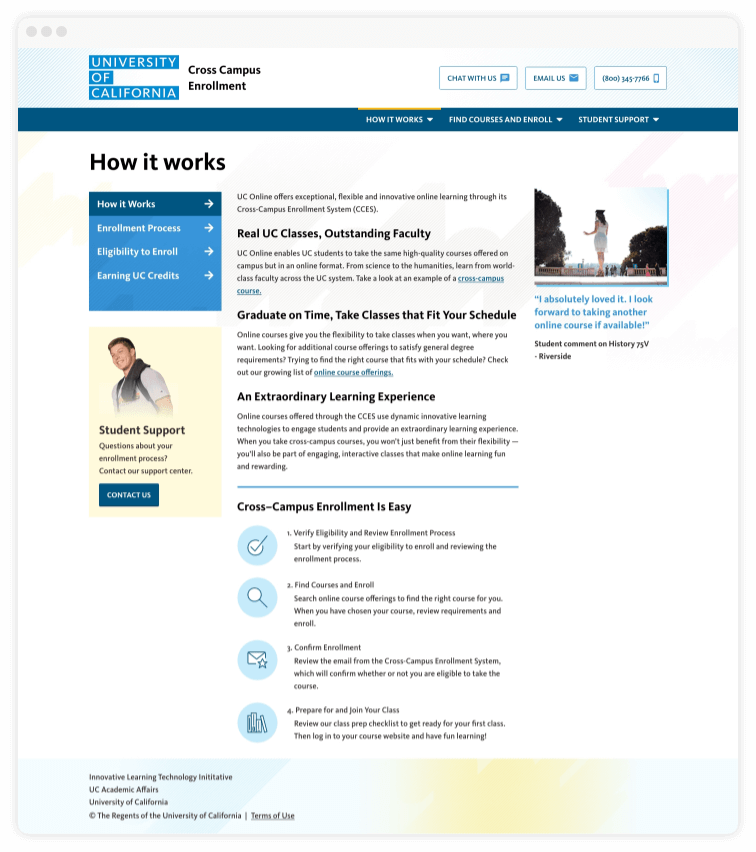 UNIVERSITY
OF
CALIFORNIA
Cross Campus
Enrollment
CHAT WITH US
EMAIL US
(800) 345-7766
HOW IT WORKS
FIND COURSES AND ENROLL
STUDENT SUPPORT
How it works
How it Works
Enrollment Process
Eligibility to Enroll
Earning UC Credits
Student Support
Questions about your
enrollment process?
Contact our support center.
CONTACT US
UC Online offers exceptional, flexible and innovative online learning through its
Cross-Campus Enrollment System (CCES).
Real UC Classes, Outstanding Faculty
UC Online enables UC students to take the same high-quality courses offered on
campus but in an online format. From science to the humanities, learn from world-
class faculty across the UC system. Take a look at an example of a cross-campus
course.
Graduate on Time, Take Classes that Fit Your Schedule
Online courses give you the flexibility to take classes when you want, where you
want. Looking for additional course offerings to satisfy general degree
requirements? Trying to find the right course that fits with your schedule? Check
out our growing list of online course offerings.
An Extraordinary Learning Experience
Online courses offered through the CCES use dynamic innovative learning
technologies to engage students and provide an extraordinary learning experience.
When you take cross-campus courses, you won't just benefit from their flexibility —
you'll also be part of engaging, interactive classes that make online learning fun
and rewarding.
Cross–Campus Enrollment Is Easy
1. Verify Eligibility and Review Enrollment Process
Start by verifying your eligibility to enroll and reviewing the
enrollment process.
2. Find Courses and Enroll
Search online course offerings to find the right course for you.
When you have chosen your course, review requirements and
enroll.
3. Confirm Enrollment
Review the email from the Cross-Campus Enrollment System,
which will confirm whether or not you are eligible to take the
course.
4. Prepare for and Join Your Class
Review our class prep checklist to get ready for your first class.
Then log in to your course website and have fun learning!
"I absolutely loved it. I look
forward to taking another
online course if available!"
Student comment on History 75V
- Riverside
Innovative Learning Technology Inititative
UC Academic Affairs
University of California
© The Regents of the University of California | Terms of Use